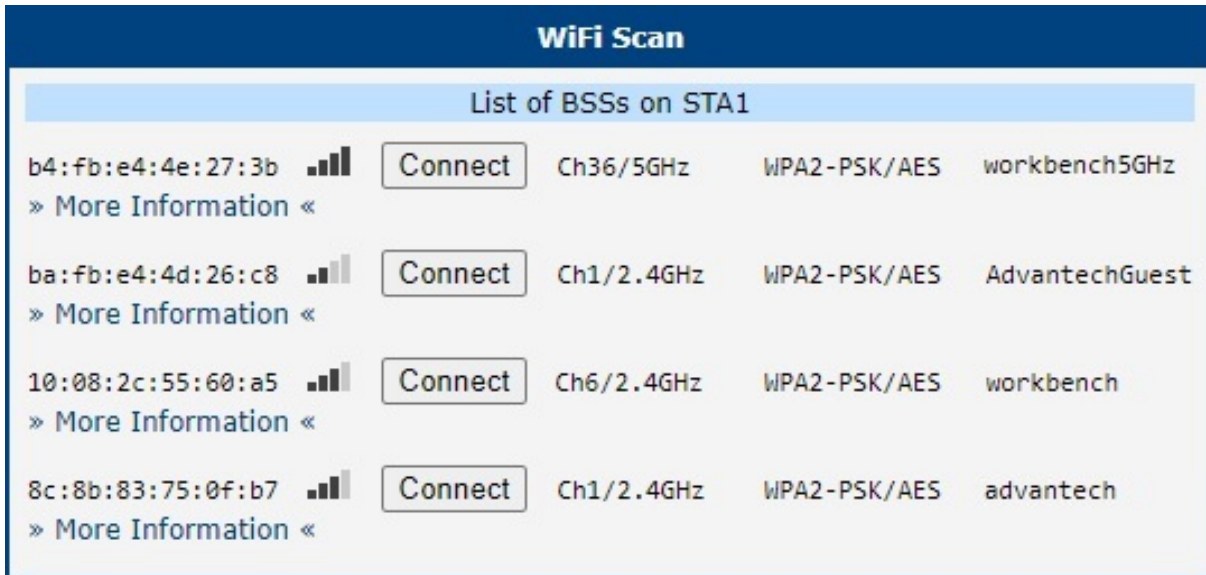 WiFi Scan
List of BSSs on STA1
b4:fb:e4:4e:27:3b Connect Ch36/5GHz WPA2-PSK/AES workbench5GHz
» More Information «
ba:fb:e4:4d:26:c8 Connect Ch1/2.4GHz WPA2-PSK/AES AdvantechGuest
» More Information «
10:08:2c:55:60:a5 Connect Ch6/2.4GHz WPA2-PSK/AES workbench
» More Information «
8c:8b:83:75:0f:b7 Connect Ch1/2.4GHz WPA2-PSK/AES advantech
» More Information «